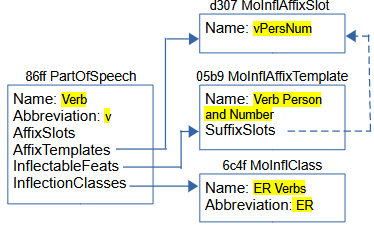 d307 MoInflAffixSlot
Name: vPersNum
86ff PartOfSpeech
Name: Verb
Abbreviation: v
AffixSlots
AffixTemplates
InflectableFeats
InflectionClasses
05b9 MoInflAffixTemplate
Name: Verb Person
and Number
SuffixSlots
6c4f MoInflClass
Name: ER Verbs
Abbreviation: ER